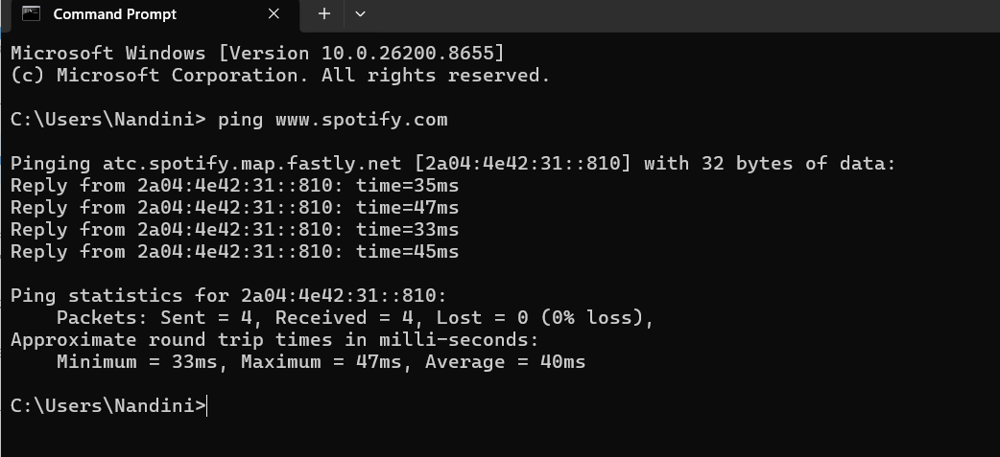 Command Prompt
Microsoft Windows [Version 10.0.26200.8655]
(c) Microsoft Corporation. All rights reserved.
C:\Users\Nandini> ping www.spotify.com
Pinging atc.spotify.map.fastly.net [2a04:4e42:31::810] with 32 bytes of data:
Reply from 2a04:4e42:31::810: time=35ms
Reply from 2a04:4e42:31::810: time=47ms
Reply from 2a04:4e42:31::810: time=33ms
Reply from 2a04:4e42:31::810: time=45ms
Ping statistics for 2a04:4e42:31::810:
    Packets: Sent = 4, Received = 4, Lost = 0 (0% loss),
Approximate round trip times in milli-seconds:
    Minimum = 33ms, Maximum = 47ms, Average = 40ms
C:\Users\Nandini>